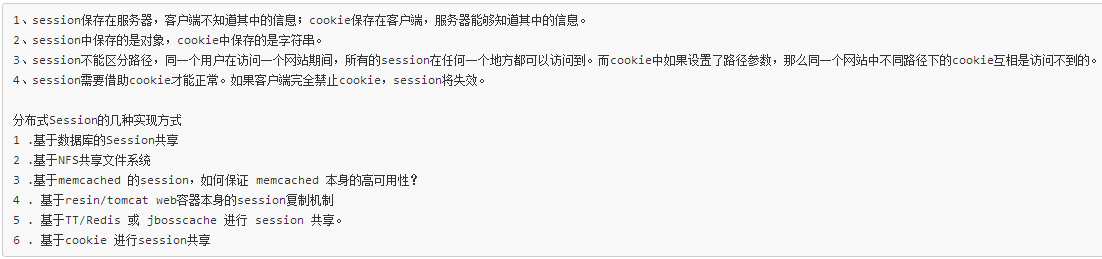 1、session保存在服务器，客户端不知道其中的信息；cookie保存在客户端，服务器能够知道其中的信息。
2、session中保存的是对象，cookie中保存的是字符串。
3、session不能区分路径，同一个用户在访问一个网站期间，所有的session在任何一个地方都可以访问到。而cookie中如果设置了路径参数，那么同一个网站中不同路径下的cookie互相是访问不到的。
4、session需要借助cookie才能正常。如果客户端完全禁止cookie，session将失效。
分布式Session的几种实现方式
1 .基于数据库的Session共享
2 .基于NFS共享文件系统
3 .基于memcached 的session，如何保证 memcached 本身的高可用性？
4 . 基于resin/tomcat web容器本身的session复制机制
5 . 基于TT/Redis 或 jbosscache 进行 session 共享。
6 . 基于cookie 进行session共享